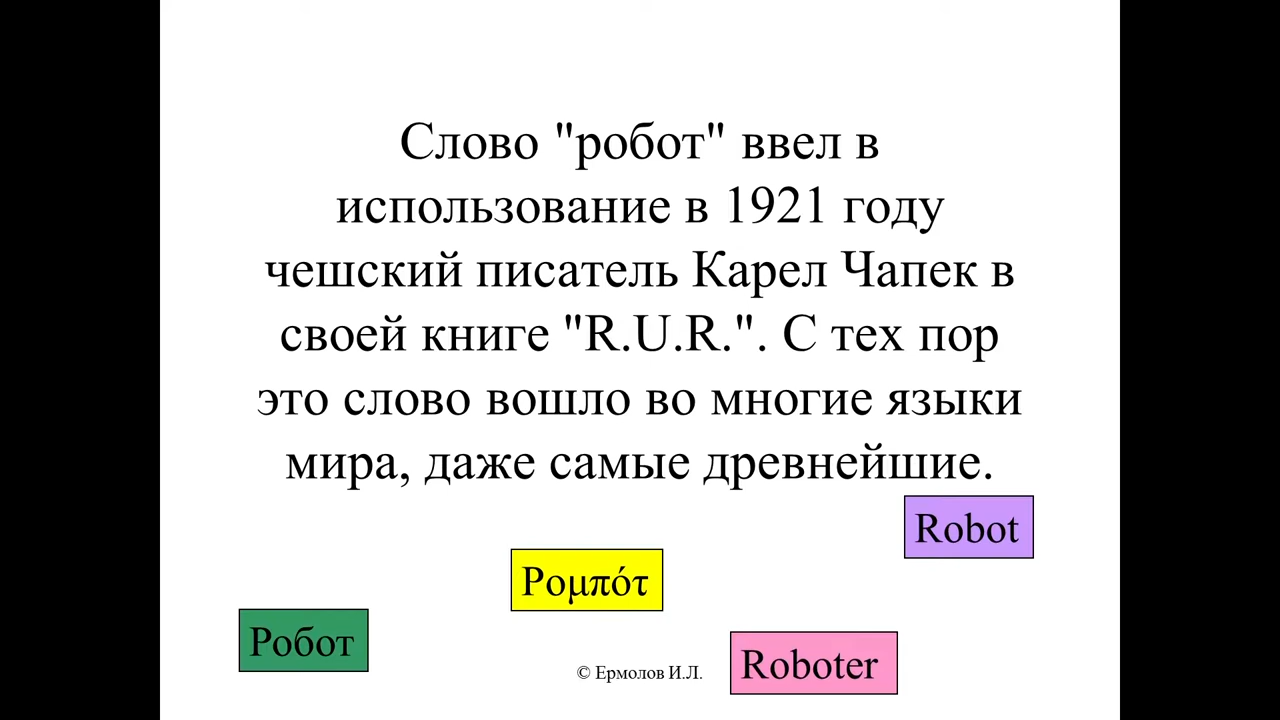 Слово "робот" ввел в
использование в 1921 году
чешский писатель Карел Чапек в
своей книге "R.U.R.". С тех пор
это слово вошло во многие языки
мира, даже самые древнейшие.
Robot
Ρομπότ
Робот
Roboter
© Ермолов И.Л.